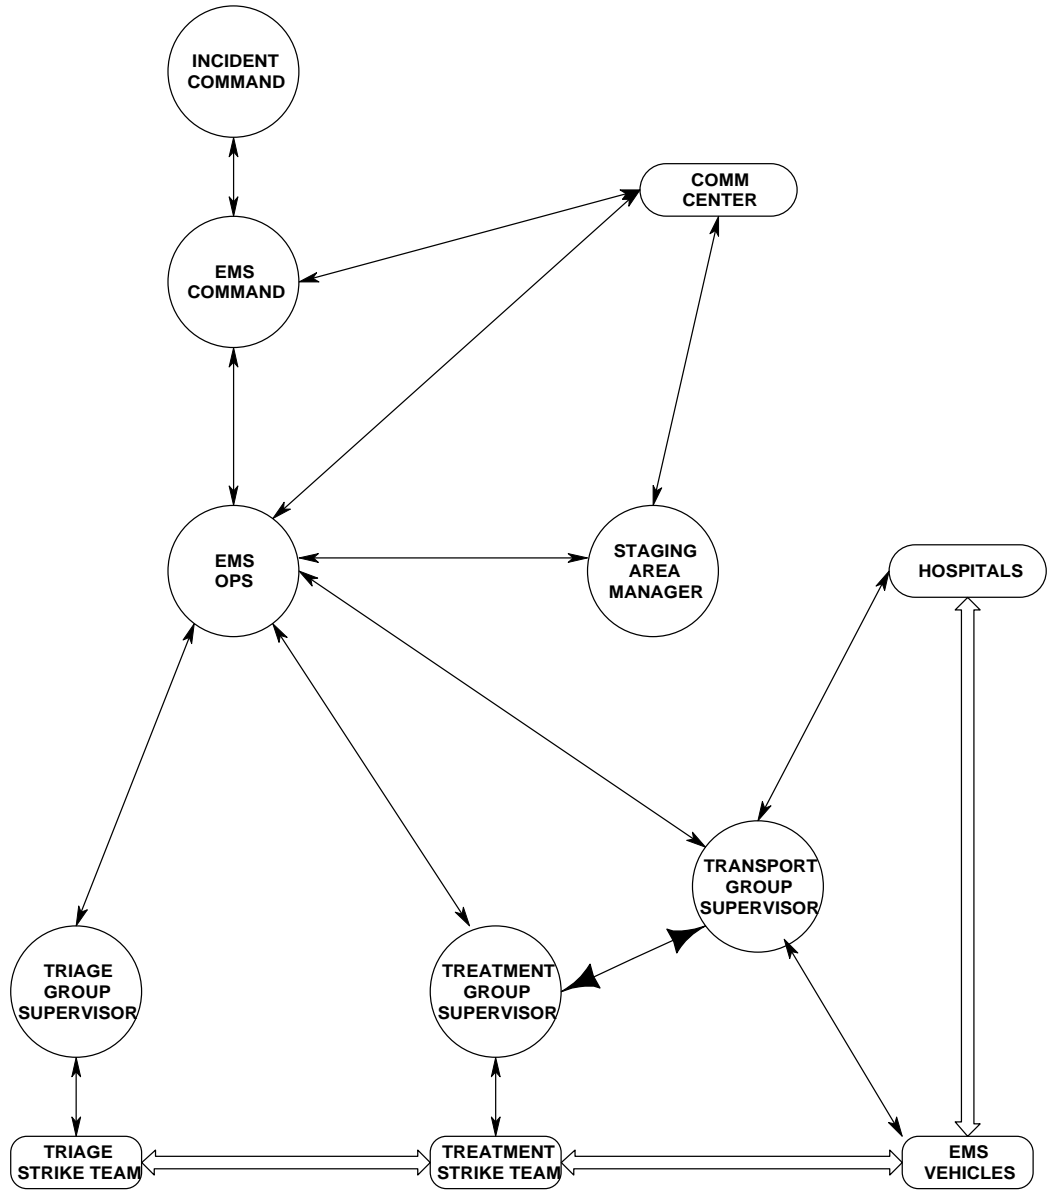 INCIDENT
COMMAND
COMM
CENTER
EMS
COMMAND
EMS
OPS
STAGING
AREA
MANAGER
HOSPITALS
TRANSPORT
GROUP
SUPERVISOR
TRIAGE
GROUP
SUPERVISOR
TREATMENT
GROUP
SUPERVISOR
TRIAGE
STRIKE TEAM
TREATMENT
STRIKE TEAM
EMS
VEHICLES